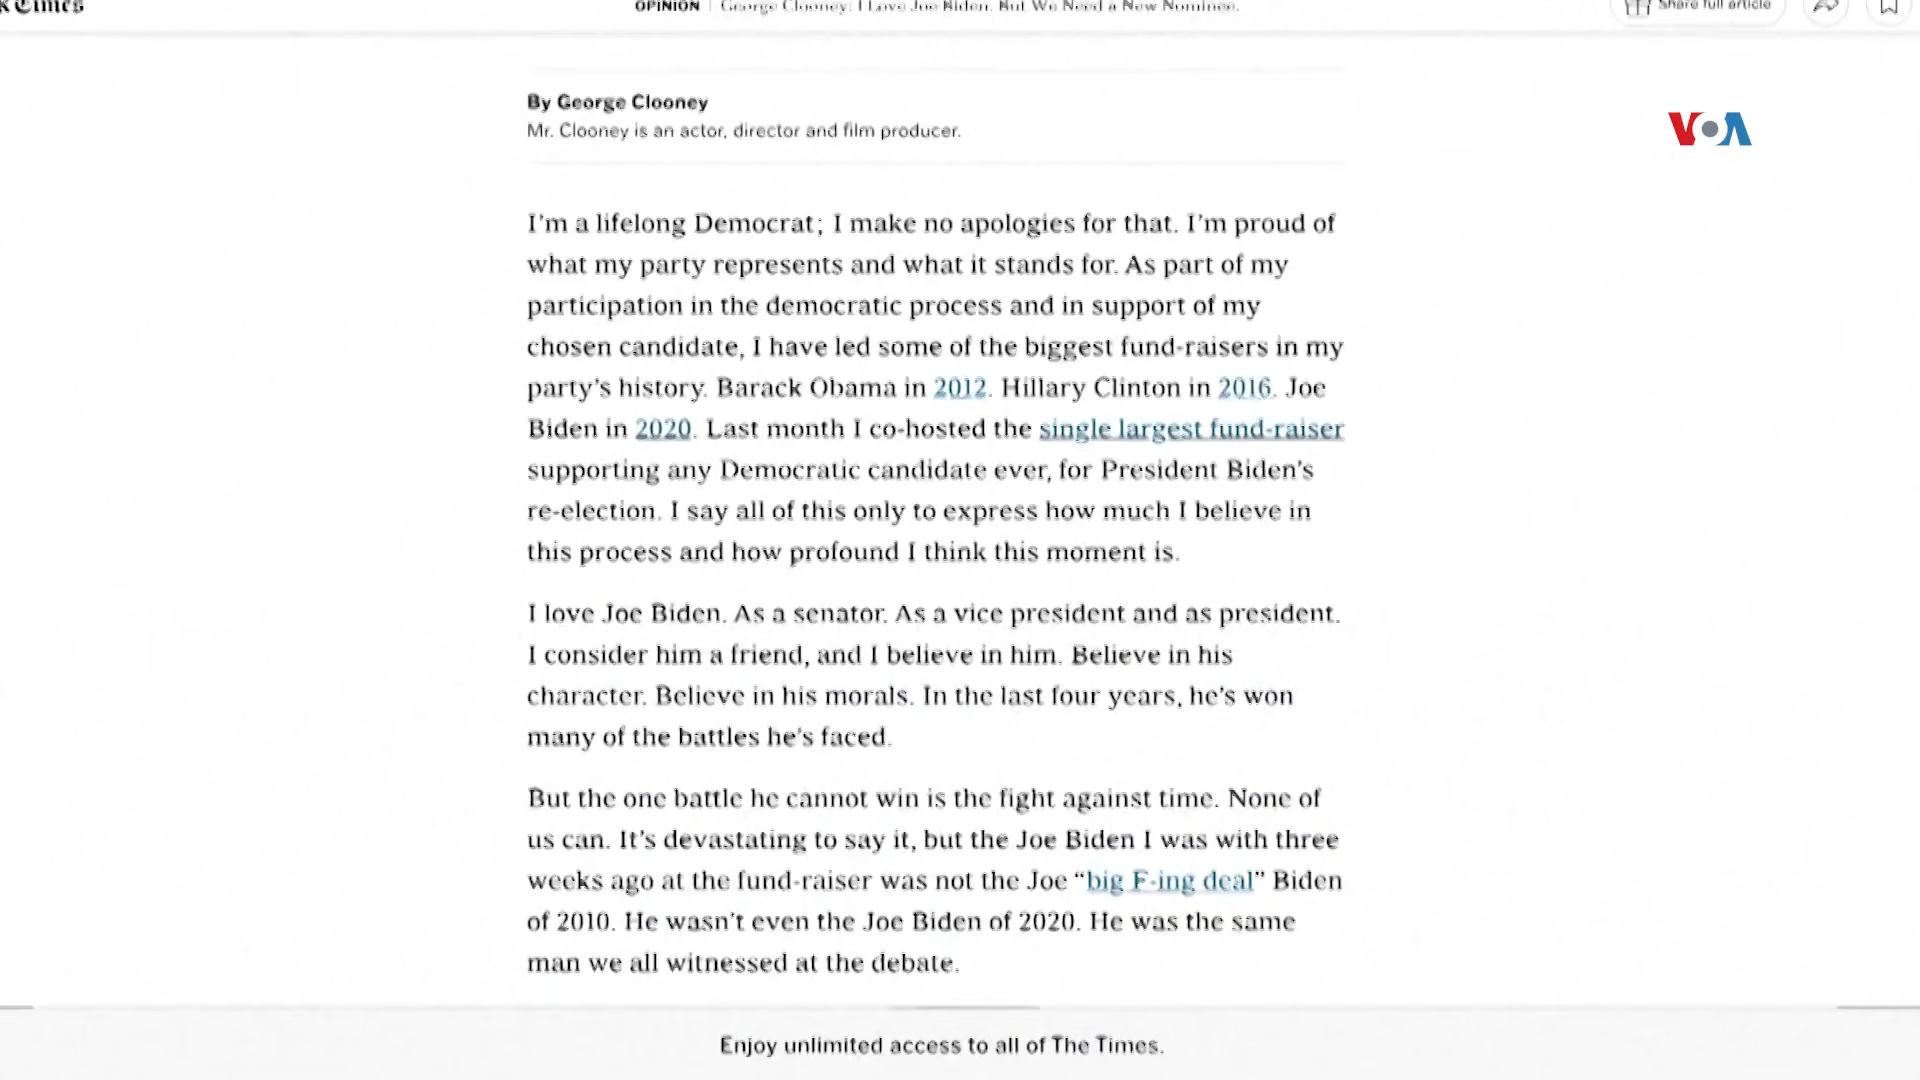 Times
OPINION | George Clooney: I Love Joe Biden. But We Need a New Nominee.
Share full article
By George Clooney
Mr. Clooney is an actor, director and film producer.
VOA
I'm a lifelong Democrat; I make no apologies for that. I'm proud of
what my party represents and what it stands for. As part of my
participation in the democratic process and in support of my
chosen candidate, I have led some of the biggest fund-raisers in my
party's history. Barack Obama in 2012. Hillary Clinton in 2016. Joe
Biden in 2020. Last month I co-hosted the single largest fund-raiser
supporting any Democratic candidate ever, for President Biden's
re-election. I say all of this only to express how much I believe in
this process and how profound I think this moment is.
I love Joe Biden. As a senator. As a vice president and as president.
I consider him a friend, and I believe in him. Believe in his
character. Believe in his morals. In the last four years, he's won
many of the battles he's faced.
But the one battle he cannot win is the fight against time. None of
us can. It's devastating to say it, but the Joe Biden I was with three
weeks ago at the fund-raiser was not the Joe “big F-ing deal” Biden
of 2010. He wasn't even the Joe Biden of 2020. He was the same
man we all witnessed at the debate.
Enjoy unlimited access to all of The Times.